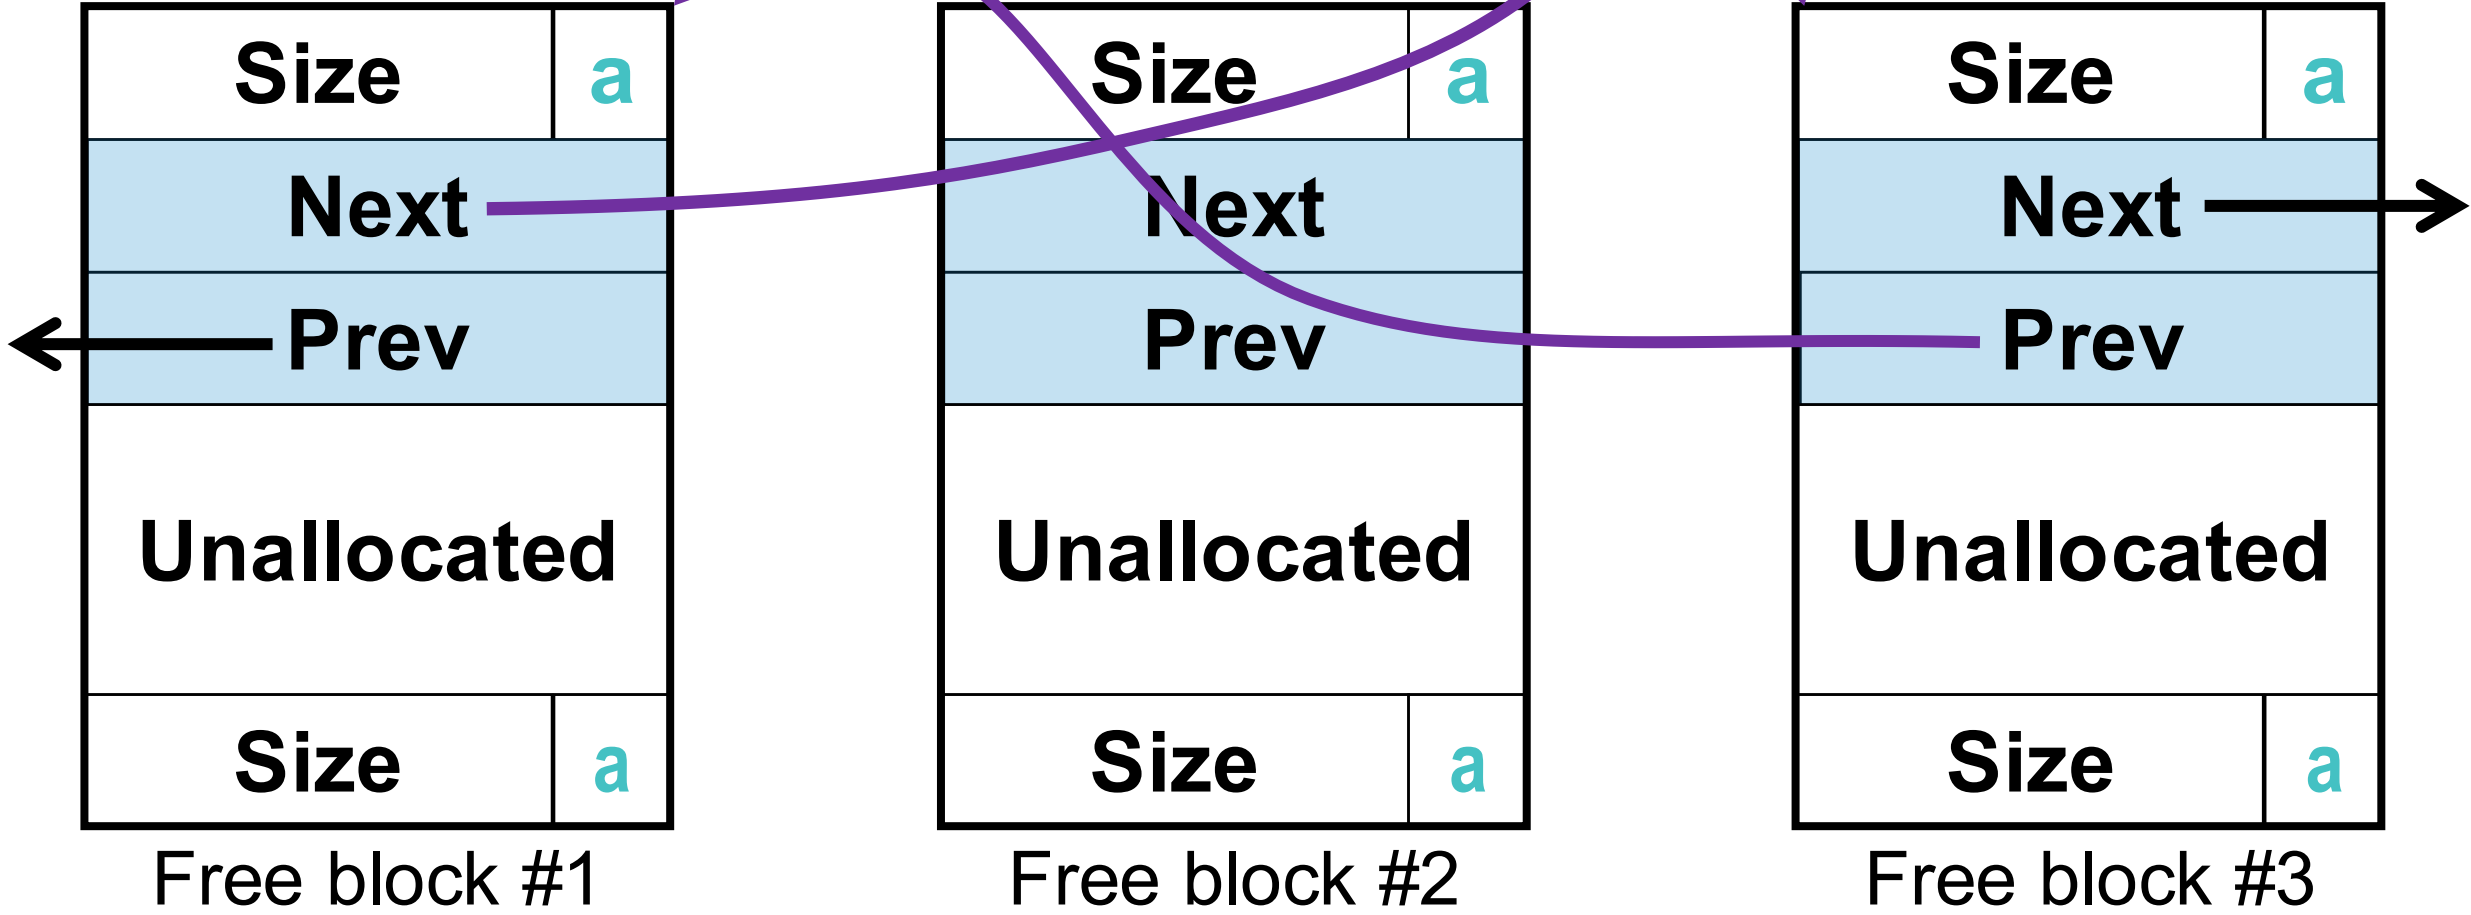 Size a Size a Size a
Next Next Next
Prev Prev Prev
Unallocated Unallocated Unallocated
Size a Size a Size a
Free block #1 Free block #2 Free block #3